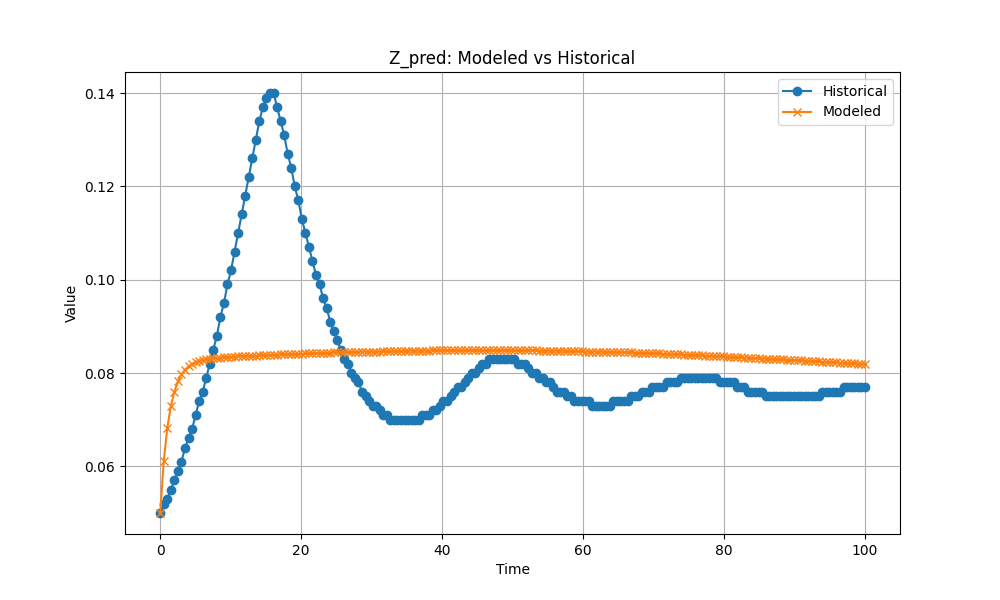 Z_pred: Modeled vs Historical
Historical
Modeled
Value
0.14
0.12
0.10
0.08
0.06
0
20
40
60
80
100
Time